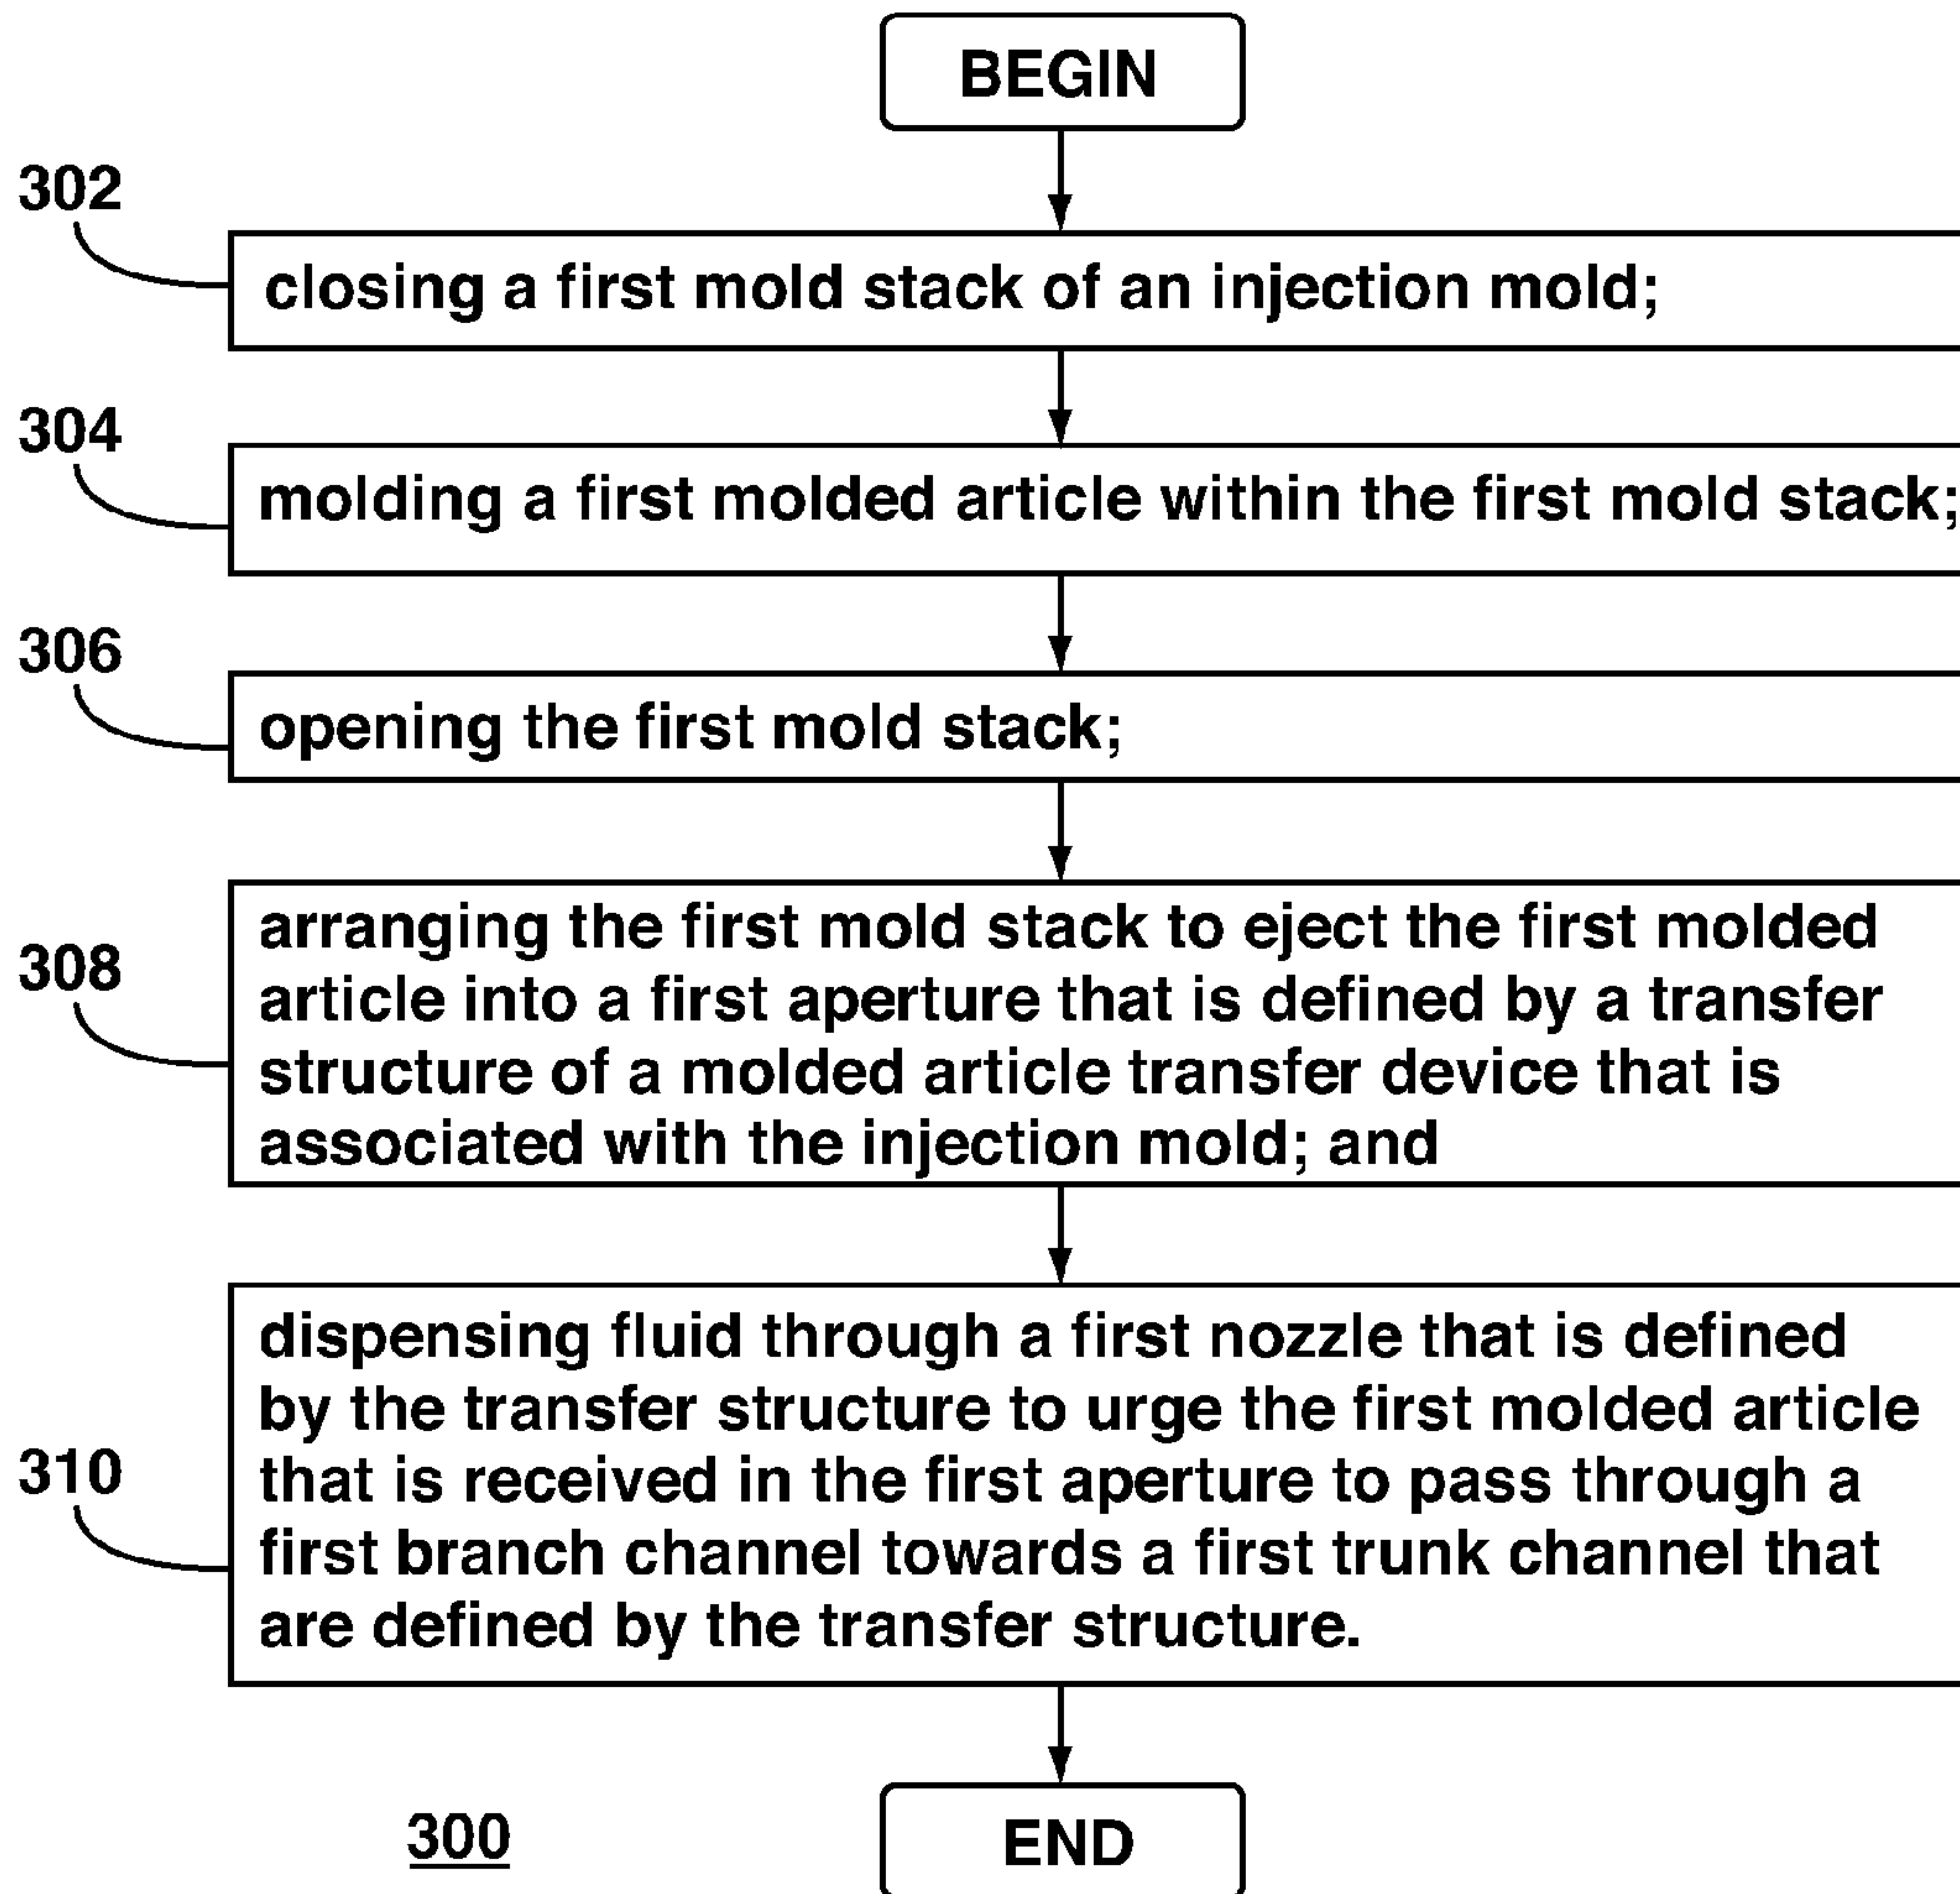 BEGIN
302
closing a first mold stack of an injection mold;
304
molding a first molded article within the first mold stack;
306
opening the first mold stack;
308
arranging the first mold stack to eject the first molded
article into a first aperture that is defined by a transfer
structure of a molded article transfer device that is
associated with the injection mold; and
310
dispensing fluid through a first nozzle that is defined
by the transfer structure to urge the first molded article
that is received in the first aperture to pass through a
first branch channel towards a first trunk channel that
are defined by the transfer structure.
300
END